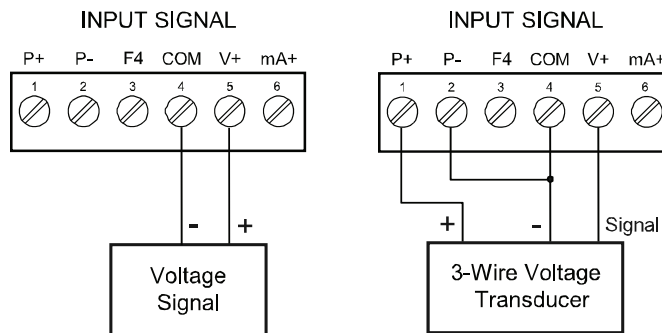 INPUT SIGNAL
P+ P- F4 COM V+ mA+
1 2 3 4 5 6
- +
Voltage
Signal
INPUT SIGNAL
P+ P- F4 COM V+ mA+
1 2 3 4 5 6
+ - Signal
3-Wire Voltage
Transducer